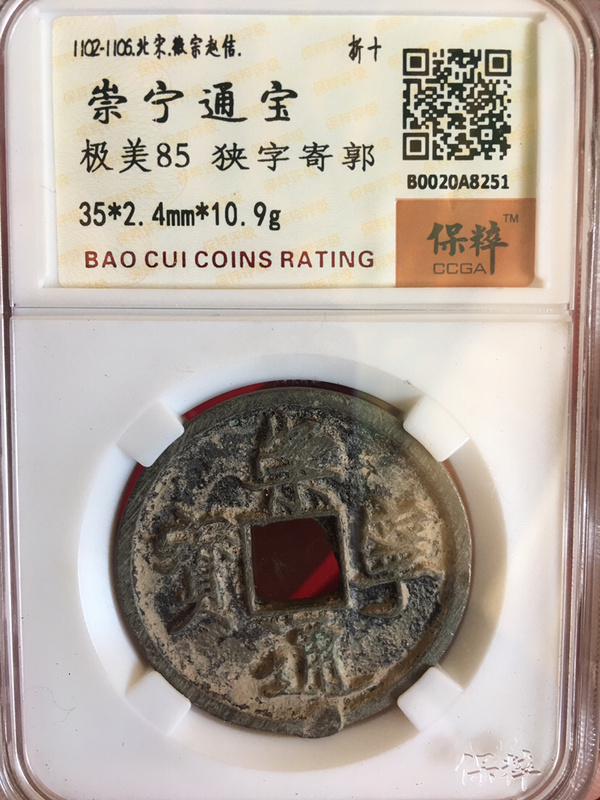 1102-1106.北宋.徽宗赵佶. 折十
崇宁通宝
极美85 狭字寄郭
B0020A8251
35*2.4mm*10.9g
保粹™
CCGA
BAO CUI COINS RATING
崇
寶 寧
通
保粹